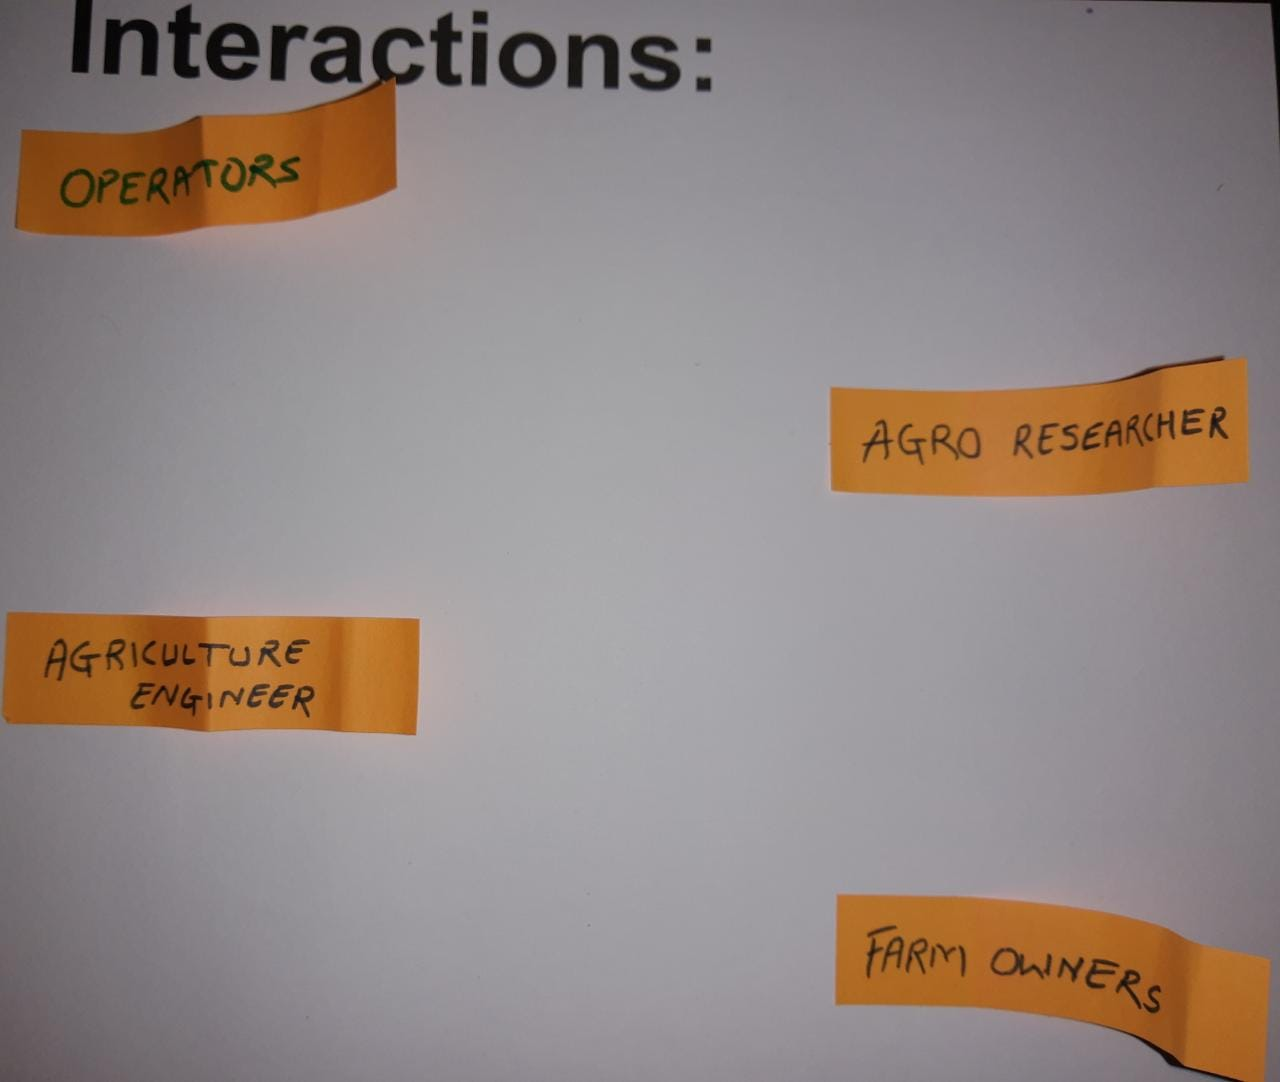 Interactions:
OPERATORS
AGRO RESEARCHER
AGRICULTURE
ENGINEER
FARM OWNERS